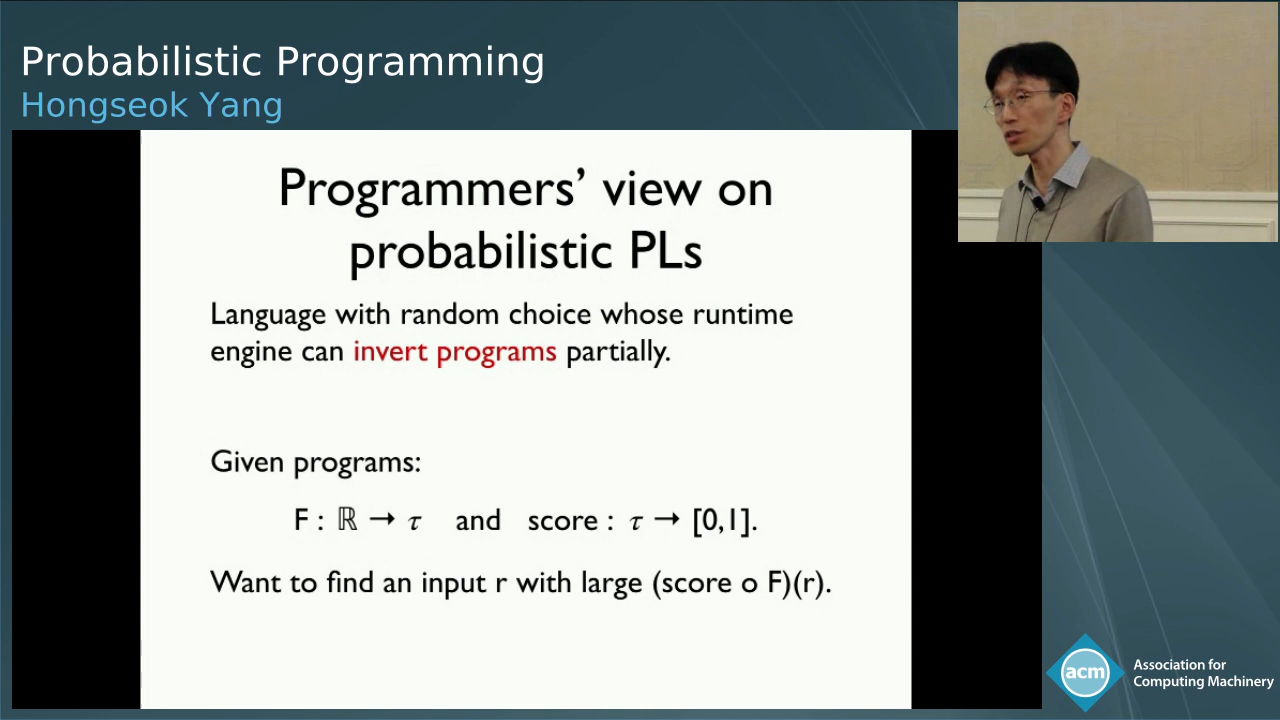 Probabilistic Programming
Hongseok Yang
Programmers’ view on
probabilistic PLs
Language with random choice whose runtime
engine can invert programs partially.
Given programs:
F : ℝ → τ and score : τ → [0,1].
Want to find an input r with large (score o F)(r).
acm
Association for
Computing Machinery